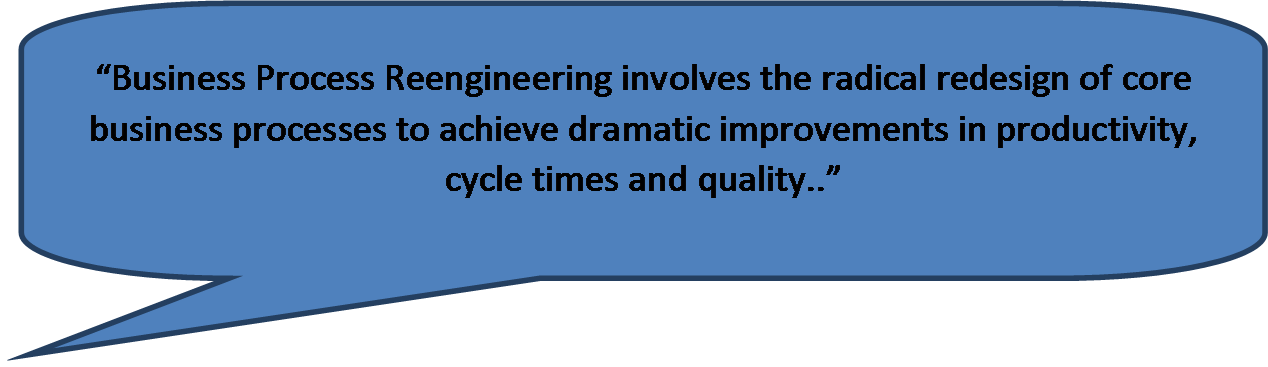 “Business Process Reengineering involves the radical redesign of core
business processes to achieve dramatic improvements in productivity,
cycle times and quality..”